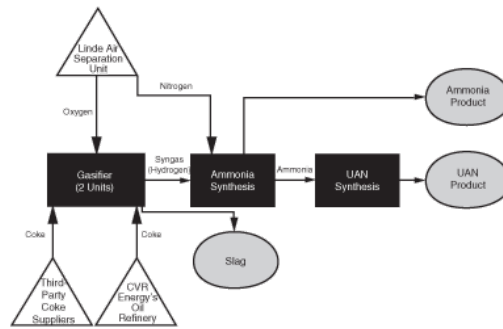 Linde Air
Separation
Unit
Ammonia
Product
Nitrogen
Oxygen
Gasifier
(2 Units)
Syngas
(Hydrogen)
Ammonia
Synthesis
Ammonia
UAN
Synthesis
UAN
Product
Coke
Coke
Slag
Third-
Party
Coke
Suppliers
CVR
Energy's
Oil
Refinery